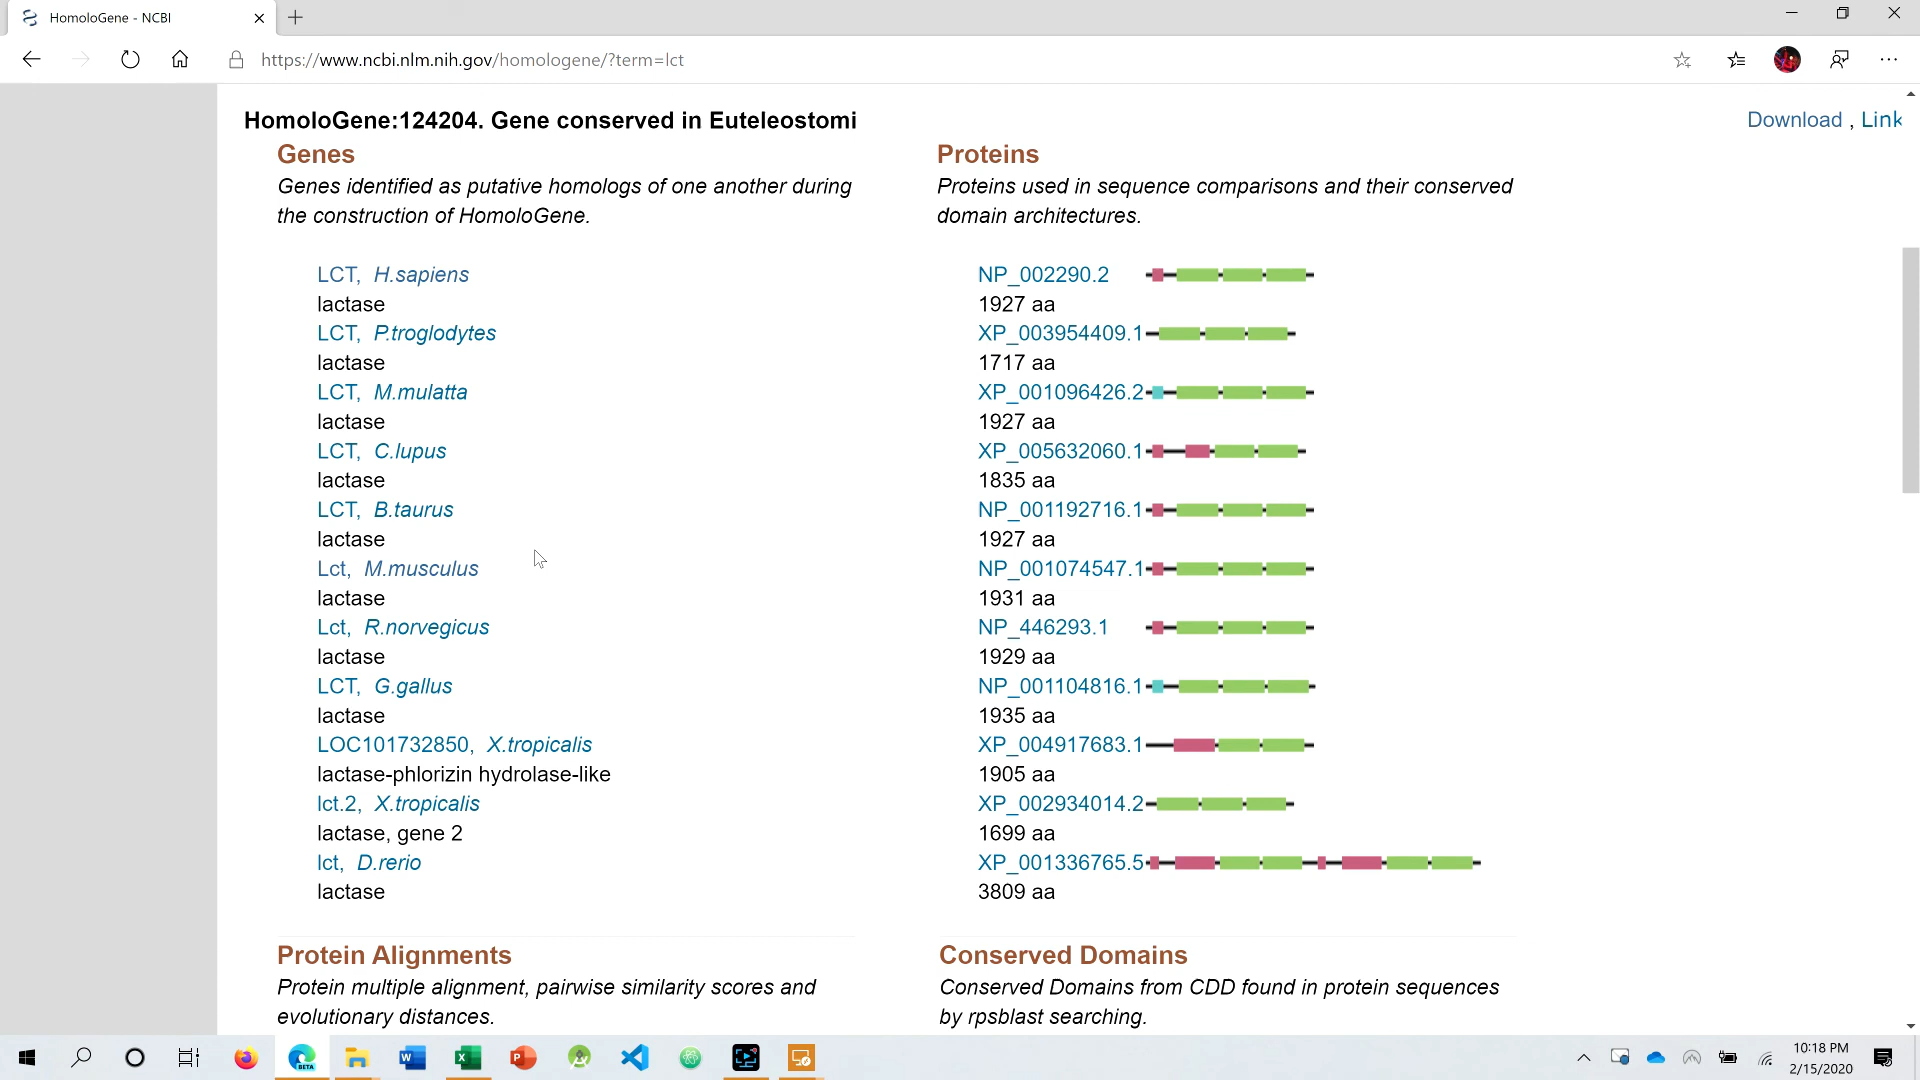 HomoloGene - NCBI
https://www.ncbi.nlm.nih.gov/homologene/?term=lct
HomoloGene:124204. Gene conserved in Euteleostomi
Download , Link
Genes
Genes identified as putative homologs of one another during
the construction of HomoloGene.
LCT, H.sapiens
lactase
LCT, P.troglodytes
lactase
LCT, M.mulatta
lactase
LCT, C.lupus
lactase
LCT, B.taurus
lactase
Lct, M.musculus
lactase
Lct, R.norvegicus
lactase
LCT, G.gallus
lactase
LOC101732850, X.tropicalis
lactase-phlorizin hydrolase-like
lct.2, X.tropicalis
lactase, gene 2
lct, D.rerio
lactase
Proteins
Proteins used in sequence comparisons and their conserved
domain architectures.
NP_002290.2
1927 aa
XP_003954409.1
1717 aa
XP_001096426.2
1927 aa
XP_005632060.1
1835 aa
NP_001192716.1
1927 aa
NP_001074547.1
1931 aa
NP_446293.1
1929 aa
NP_001104816.1
1935 aa
XP_004917683.1
1905 aa
XP_002934014.2
1699 aa
XP_001336765.5
3809 aa
Protein Alignments
Protein multiple alignment, pairwise similarity scores and
evolutionary distances.
Conserved Domains
Conserved Domains from CDD found in protein sequences
by rpsblast searching.
BETA
10:18 PM
2/15/2020